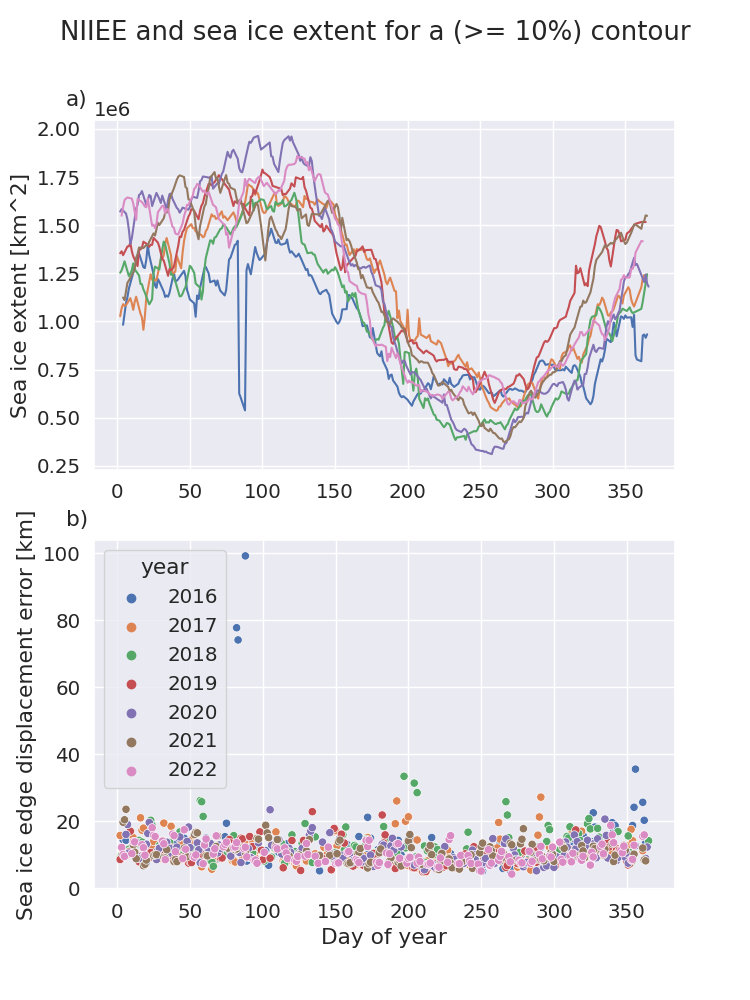 NIIEE and sea ice extent for a (>= 10%) contour
a)
1e6
2.00
1.75
1.50
1.25
1.00
0.75
0.50
0.25
Sea ice extent [km^2]
0 50 100 150 200 250 300 350
b)
100
80
60
40
20
0
Sea ice edge displacement error [km]
year
2016
2017
2018
2019
2020
2021
2022
0 50 100 150 200 250 300 350
Day of year